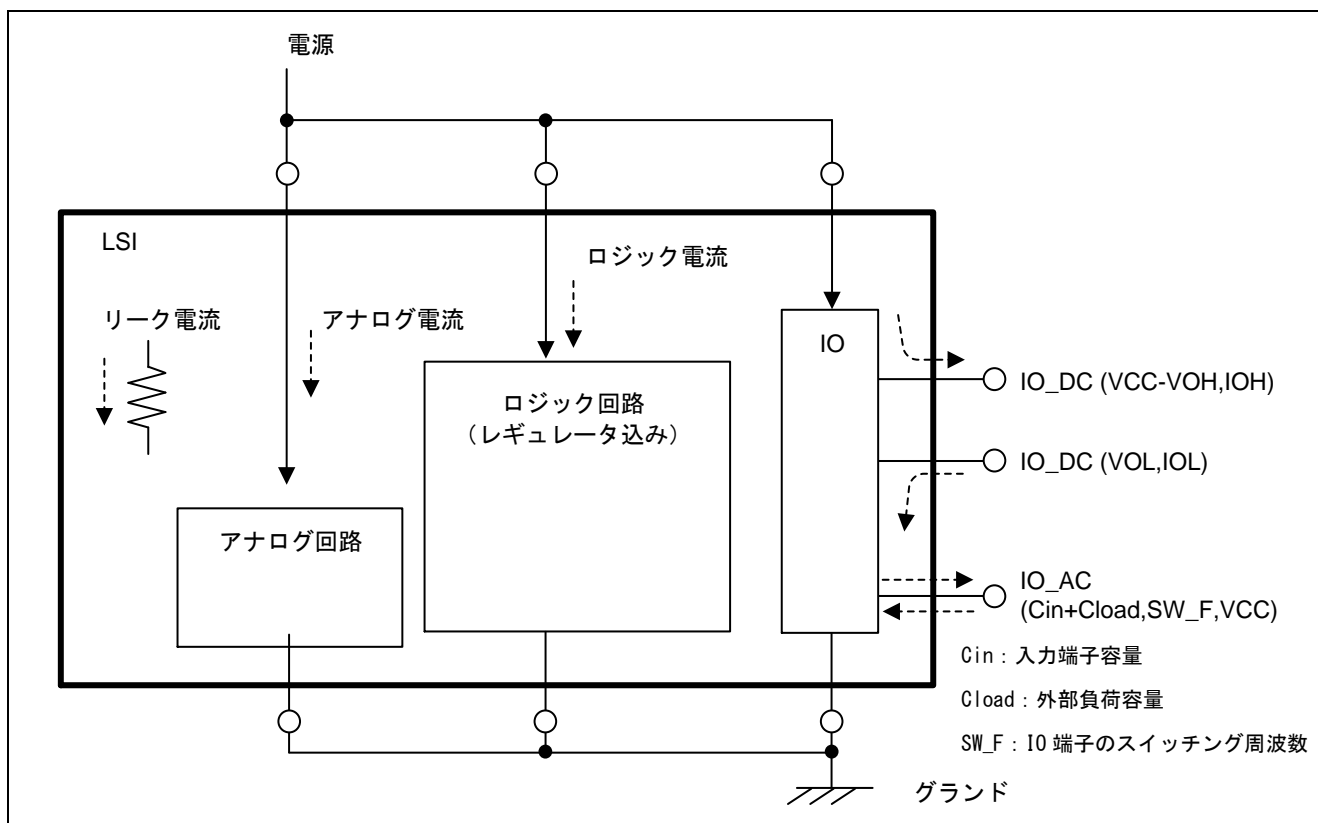 電源
LSI
ロジック電流
リーク電流
アナログ電流
IO
ロジック回路
（レギュレータ込み）
アナログ回路
IO_DC (VCC-VOH,IOH)
IO_DC (VOL,IOL)
IO_AC
(Cin+Cload,SW_F,VCC)
Cin：入力端子容量
Cload：外部負荷容量
SW_F：IO 端子のスイッチング周波数
グランド